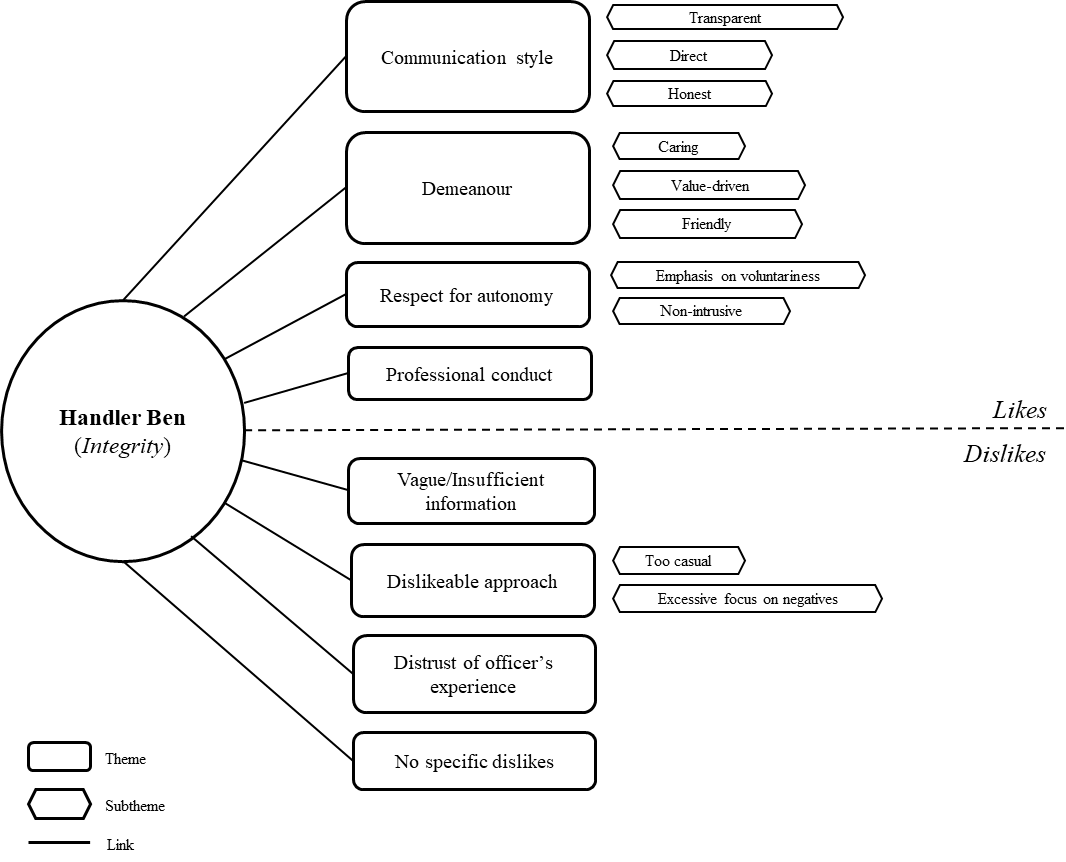 Communication style
Transparent
Direct
Honest
Demeanour
Caring
Value-driven
Friendly
Respect for autonomy
Emphasis on voluntariness
Non-intrusive
Professional conduct
Handler Ben
(Integrity)
Likes
Dislikes
Vague/Insufficient
information
Dislikeable approach
Too casual
Excessive focus on negatives
Distrust of officer’s
experience
No specific dislikes
Theme
Subtheme
Link